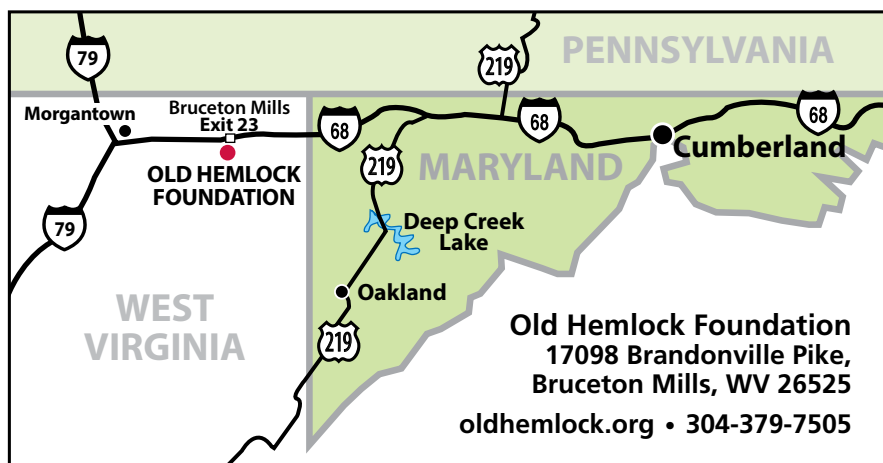 PENNSYLVANIA
79
219
Morgantown
Bruceton Mills
Exit 23
68
68
68
219
MARYLAND
Cumberland
OLD HEMLOCK
FOUNDATION
79
Deep Creek
Lake
Oakland
WEST
VIRGINIA
219
Old Hemlock Foundation
17098 Brandonville Pike,
Bruceton Mills, WV 26525
oldhemlock.org • 304-379-7505